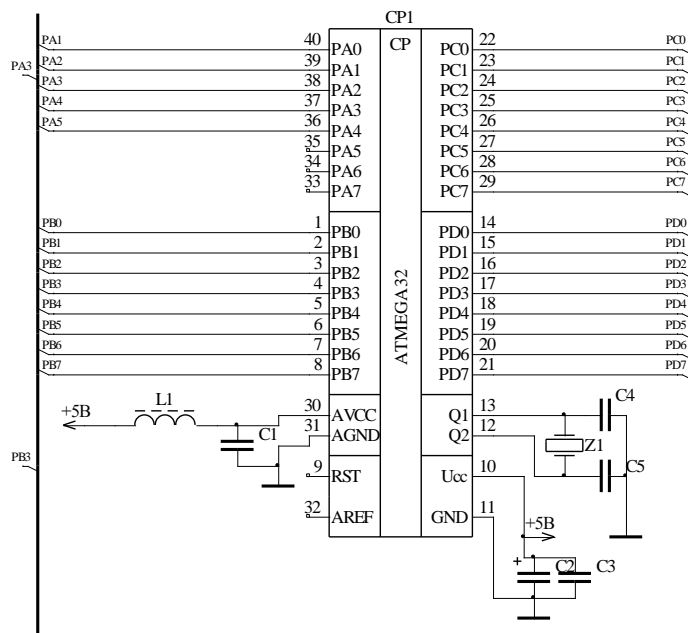 CP1
PA1 40 PA0 CP PC0 22 PC0
PA2 39 PA1 PC1 23 PC1
PA3
PA3 38 PA2 PC2 24 PC2
PA4 37 PA3 PC3 25 PC3
PA5 36 PA4 PC4 26 PC4
35 PA5 PC5 27 PC5
34 PA6 PC6 28 PC6
33 PA7 PC7 29 PC7
PB0 1 PB0 PD0 14 PD0
PB1 2 PB1 PD1 15 PD1
PB2 3 PB2 PD2 16 PD2
PB3 4 PB3 PD3 17 PD3
PB4 5 PB4 PD4 18 PD4
PB5 6 PB5 PD5 19 PD5
PB6 7 PB6 PD6 20 PD6
PB7 8 PB7 PD7 21 PD7
ATMEGA32
+5В L1 30 AVCC Q1 13 C4
C1 31 AGND Q2 12 Z1
PB3
9 RST Ucc 10 C5
32 AREF GND 11
+5В
+ C2 C3